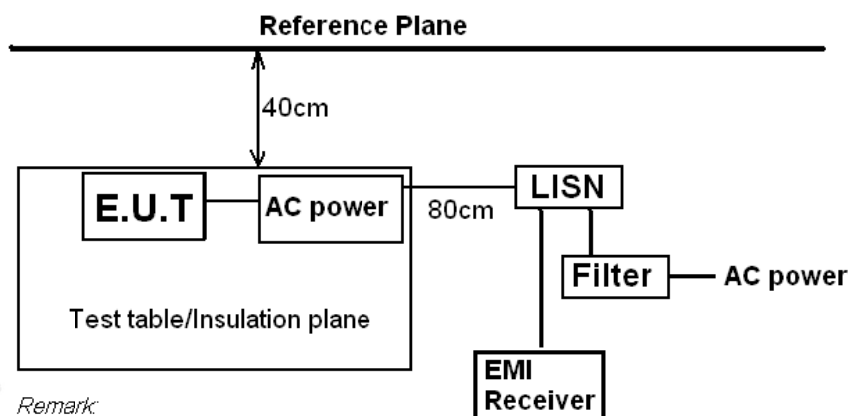 Reference Plane
40cm
E.U.T
AC power
80cm
LISN
Filter
AC power
Test table/Insulation plane
EMI
Receiver
Remark: